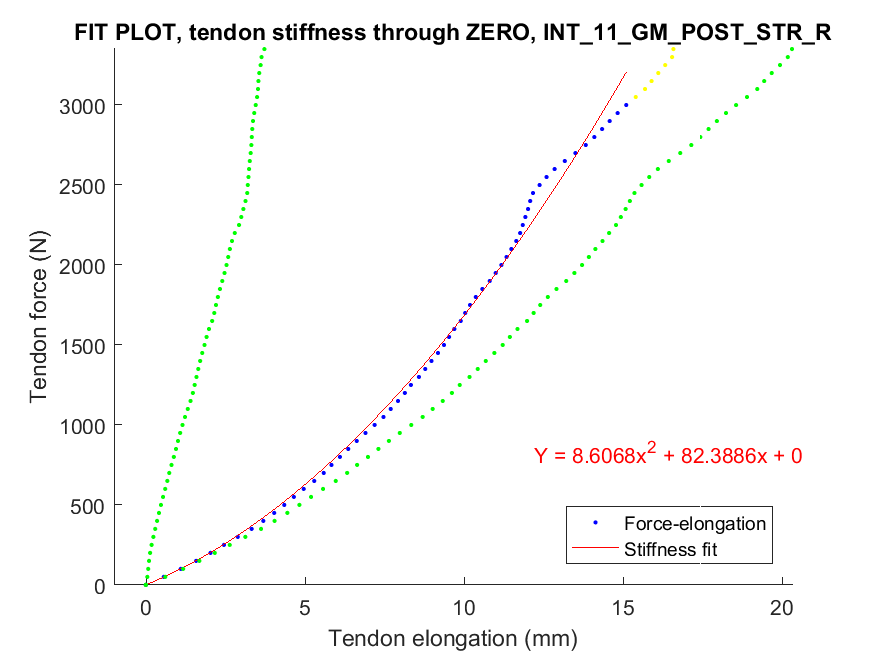 FIT PLOT, tendon stiffness through ZERO, INT_11_GM_POST_STR_R
Tendon force (N)
3000
2500
2000
1500
1000
500
0
Y = 8.6068x² + 82.3886x + 0
Force-elongation
Stiffness fit
0 5 10 15 20
Tendon elongation (mm)